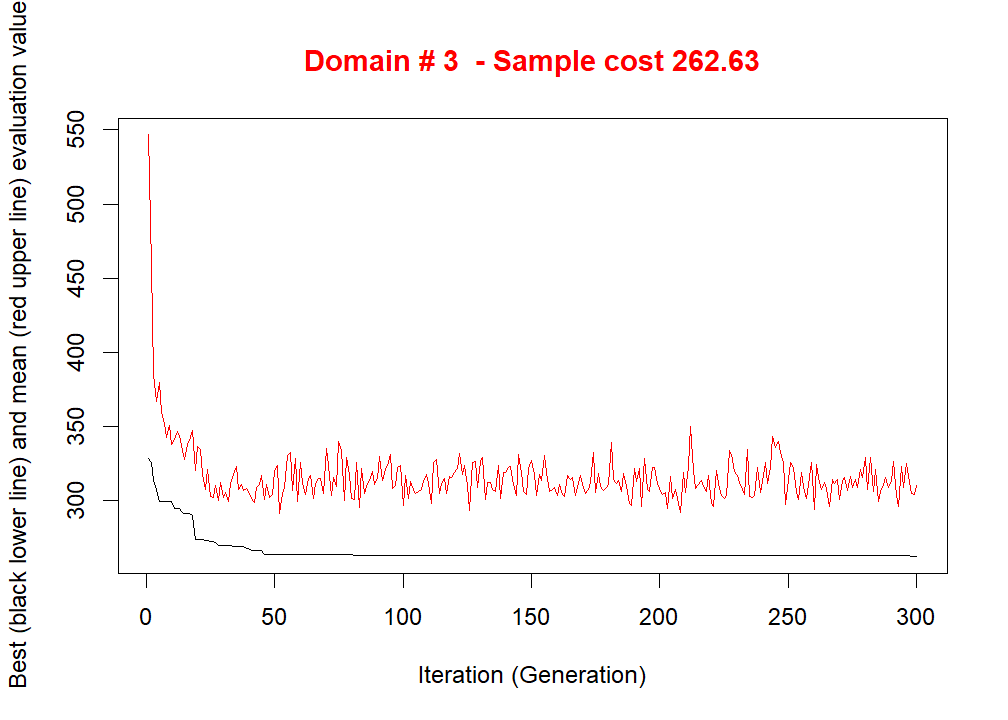 Domain # 3  - Sample cost 262.63
Best (black lower line) and mean (red upper line) evaluation value
550
500
450
400
350
300
0 50 100 150 200 250 300
Iteration (Generation)